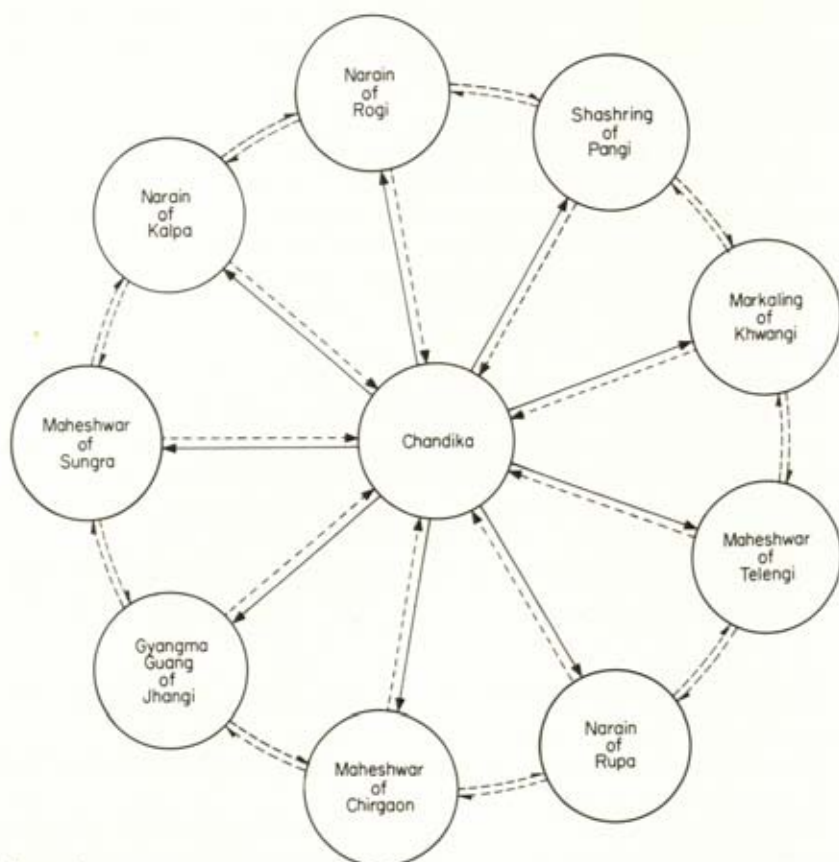 Narain
of
Rogi
Shashring
of
Pangi
Narain
of
Kalpa
Markaling
of
Khwangi
Maheshwar
of
Sungra
Chandika
Maheshwar
of
Telengi
Gyangma
Guang
of
Jhangi
Narain
of
Rupa
Maheshwar
of
Chirgaon